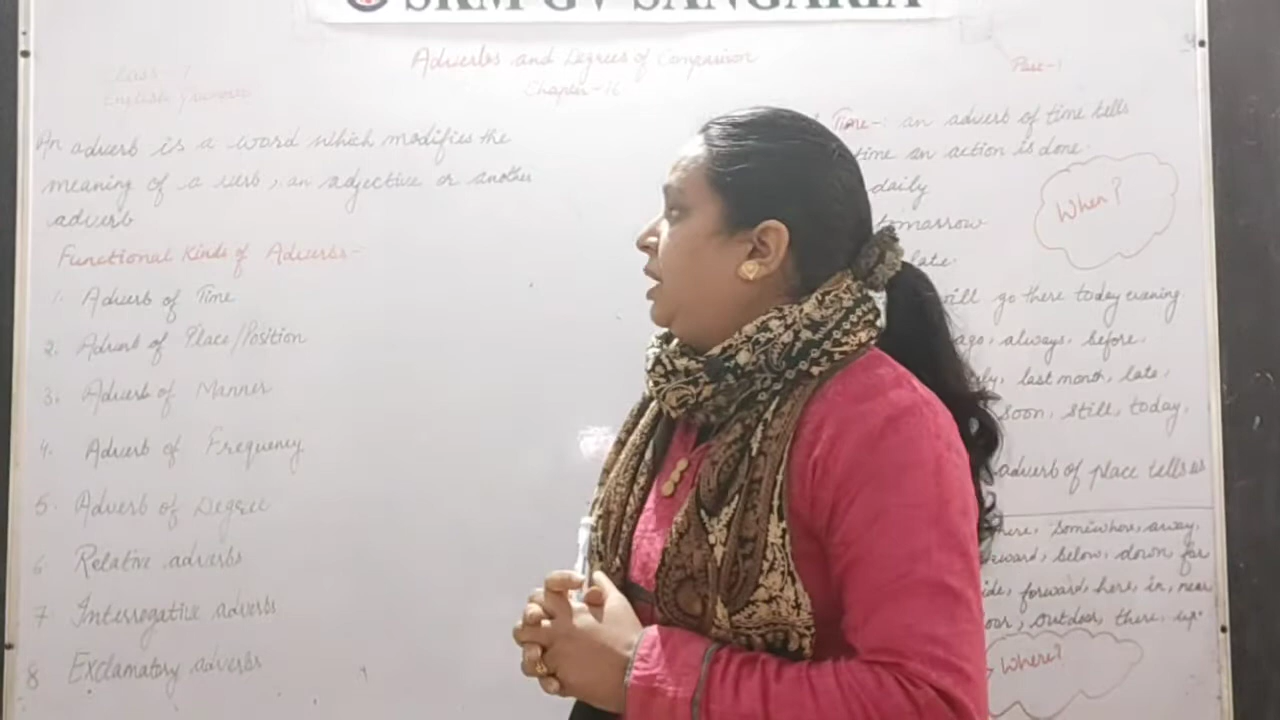 SRM GV SANGARIA
Adverbs and Degrees of Comparison
Chapter-16
Class-7
English Grammar
Part-1
An adverb is a word which modifies the
meaning of a verb, an adjective or another
adverb
Functional Kinds of Adverbs-
1. Adverb of Time
2. Adverb of Place/Position
3. Adverb of Manner
4. Adverb of Frequency
5. Adverb of Degree
6 Relative adverbs
7 Interrogative adverbs
8 Exclamatory adverbs
Time-: an adverb of time tells
time an action is done.
daily
tomarrow
late.
When?
will go there today evening
ago, always, before,
last month, late,
soon, still, today,
adverb of place tells us
somewhere, away,
below, down far
forward, here, in, near
outdoor, there, up.
Where?